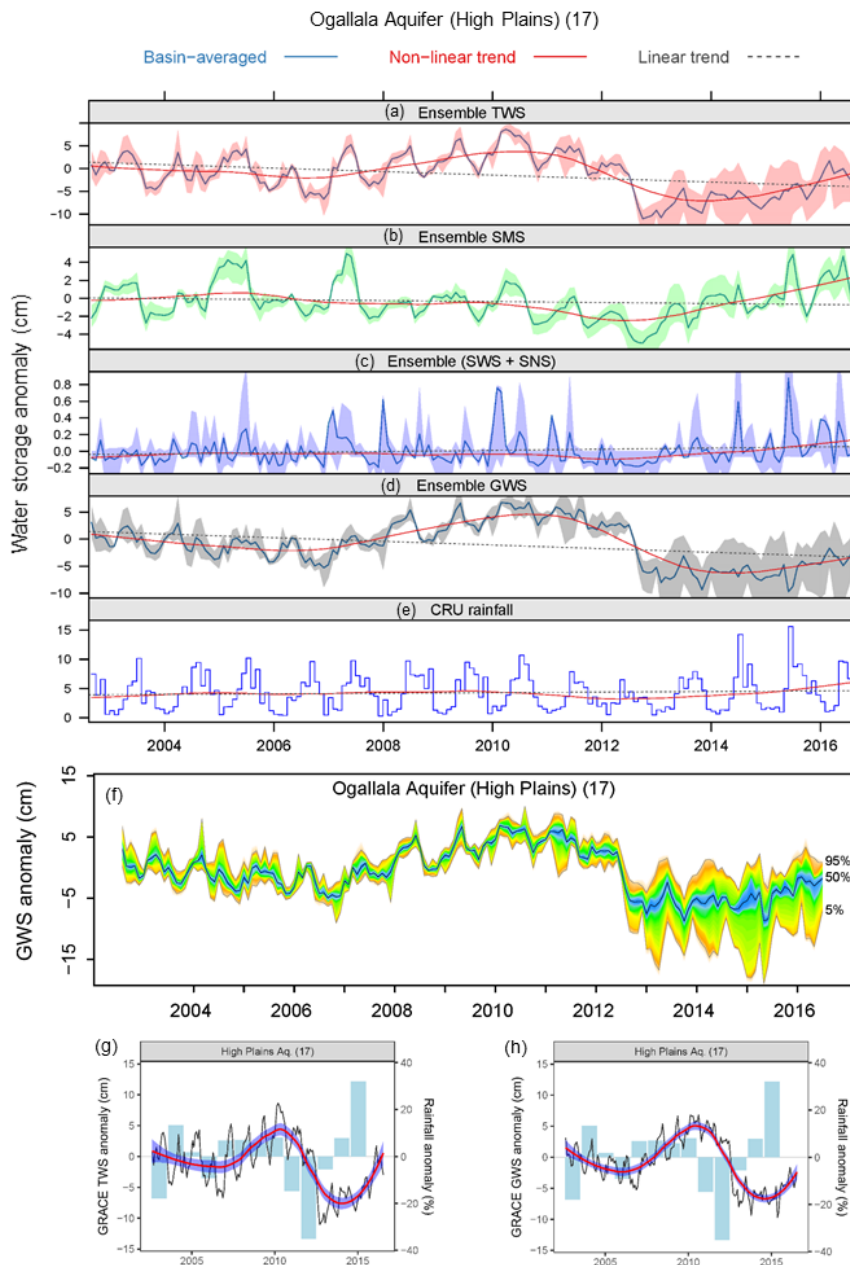 Ogallala Aquifer (High Plains) (17)
Basin-averaged Non-linear trend Linear trend
(a) Ensemble TWS
5
0
-5
-10
(b) Ensemble SMS
4
2
0
-2
-4
(c) Ensemble (SWS + SNS)
0.8
0.6
0.4
0.2
0.0
-0.2
(d) Ensemble GWS
5
0
-5
-10
(e) CRU rainfall
15
10
5
0
Water storage anomaly (cm)
2004 2006 2008 2010 2012 2014 2016
(f) Ogallala Aquifer (High Plains) (17)
GWS anomaly (cm)
15
5
-5
-15
95%
50%
5%
2004 2006 2008 2010 2012 2014 2016
(g)
High Plains Aq. (17)
GRACE TWS anomaly (cm)
15
10
5
0
-5
-10
-15
40
20
0
-20
-40
Rainfall anomaly (%)
2005 2010 2015
(h)
High Plains Aq. (17)
GRACE GWS anomaly (cm)
15
10
5
0
-5
-10
-15
40
20
0
-20
-40
Rainfall anomaly (%)
2005 2010 2015